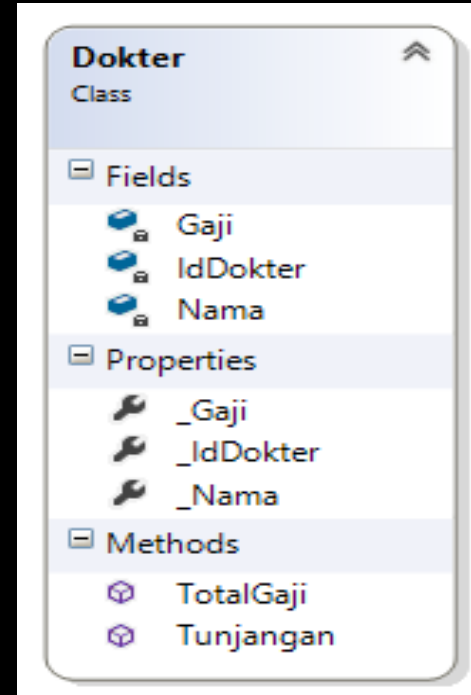 Dokter
Class
Fields
Gaji
IdDokter
Nama
Properties
_Gaji
_IdDokter
_Nama
Methods
TotalGaji
Tunjangan